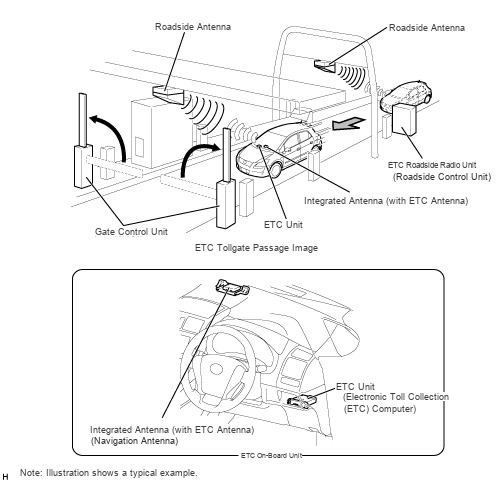 Roadside Antenna
Roadside Antenna
ETC Roadside Radio Unit
(Roadside Control Unit)
Integrated Antenna (with ETC Antenna)
ETC Unit
Gate Control Unit
ETC Tollgate Passage Image
ETC Unit
(Electronic Toll Collection
(ETC) Computer)
Integrated Antenna (with ETC Antenna)
(Navigation Antenna)
ETC On-Board Unit
H
Note: Illustration shows a typical example.